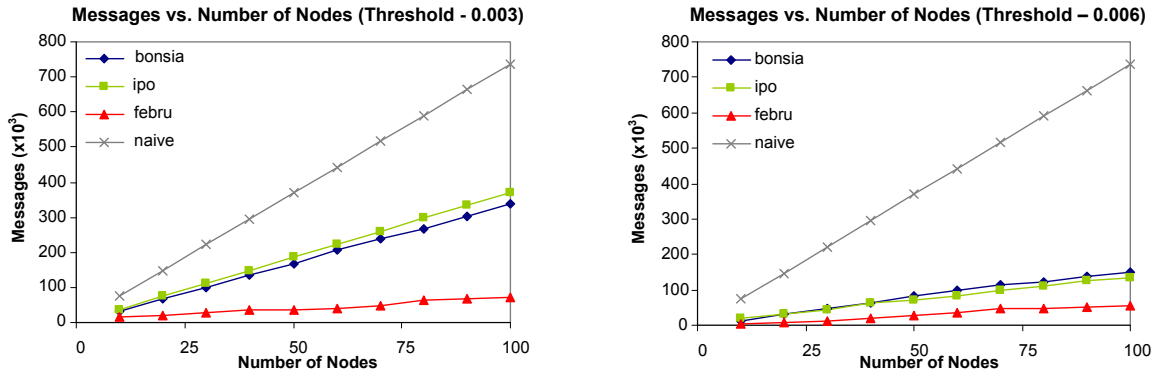 Messages vs. Number of Nodes (Threshold - 0.003)
800
700
600
500
400
300
200
100
0
Messages (x10³)
bonsia
ipo
febru
naive
0 25 50 75 100
Number of Nodes
Messages vs. Number of Nodes (Threshold – 0.006)
800
700
600
500
400
300
200
100
0
Messages (x10³)
bonsia
ipo
febru
naive
0 25 50 75 100
Number of Nodes